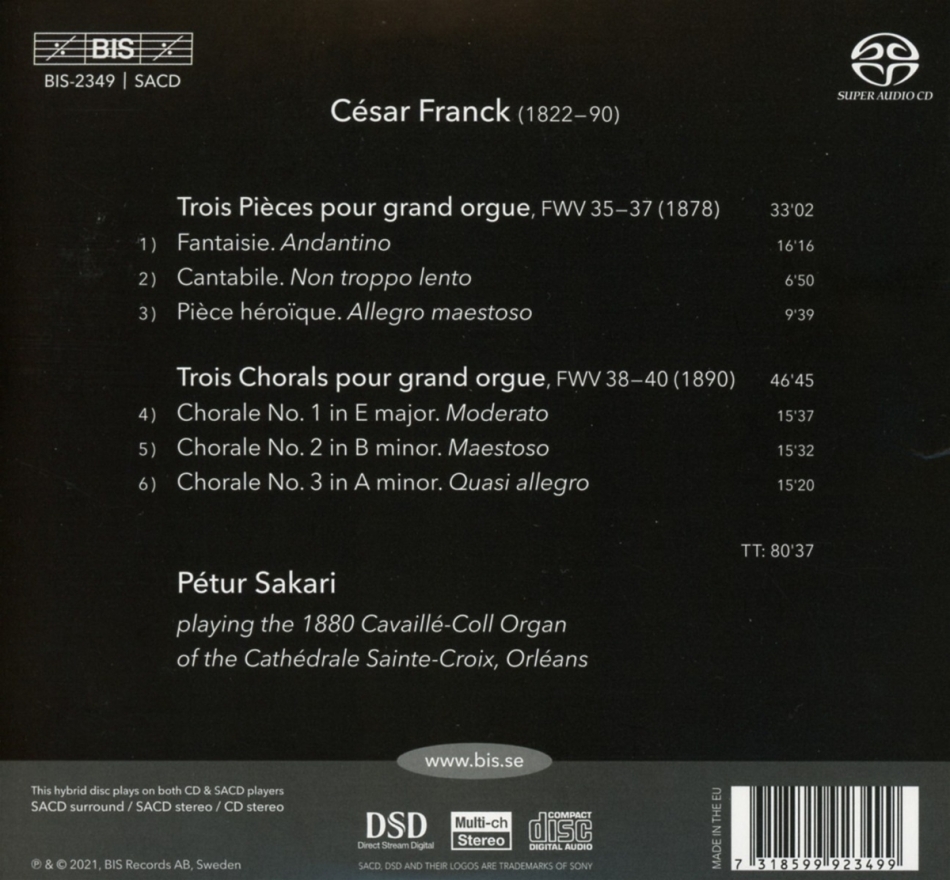 BIS
BIS-2349 | SACD
SUPER AUDIO CD
César Franck (1822–90)
Trois Pièces pour grand orgue, FWV 35–37 (1878) 33'02
1) Fantaisie. Andantino 16'16
2) Cantabile. Non troppo lento 6'50
3) Pièce héroïque. Allegro maestoso 9'39
Trois Chorals pour grand orgue, FWV 38–40 (1890) 46'45
4) Chorale No. 1 in E major. Moderato 15'37
5) Chorale No. 2 in B minor. Maestoso 15'32
6) Chorale No. 3 in A minor. Quasi allegro 15'20
TT: 80'37
Pétur Sakari
playing the 1880 Cavaillé-Coll Organ
of the Cathédrale Sainte-Croix, Orléans
www.bis.se
This hybrid disc plays on both CD & SACD players
SACD surround / SACD stereo / CD stereo
DSD
Direct Stream Digital
Multi-ch
Stereo
COMPACT
disc
DIGITAL AUDIO
MADE IN THE EU
7 318599 923499
℗ & © 2021, BIS Records AB, Sweden
SACD, DSD AND THEIR LOGOS ARE TRADEMARKS OF SONY